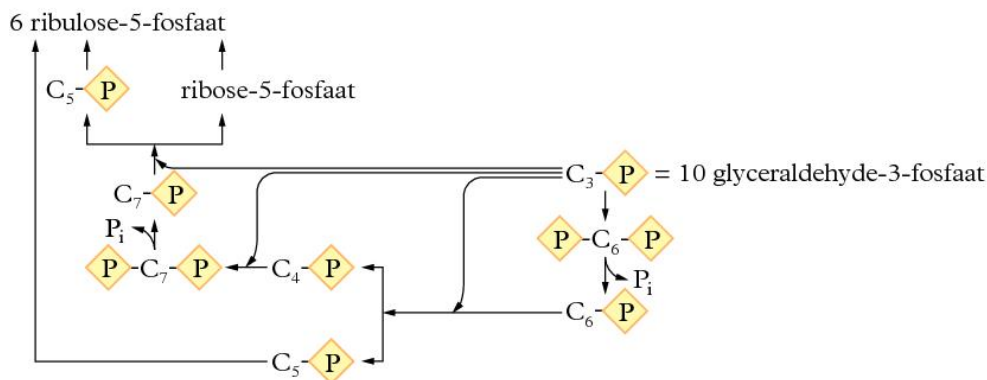 6 ribulose-5-fosfaat
C5-P
ribose-5-fosfaat
C3-P = 10 glyceraldehyde-3-fosfaat
C7-P
Pi
P-C6-P
P-C7-P
C4-P
Pi
C6-P
C5-P